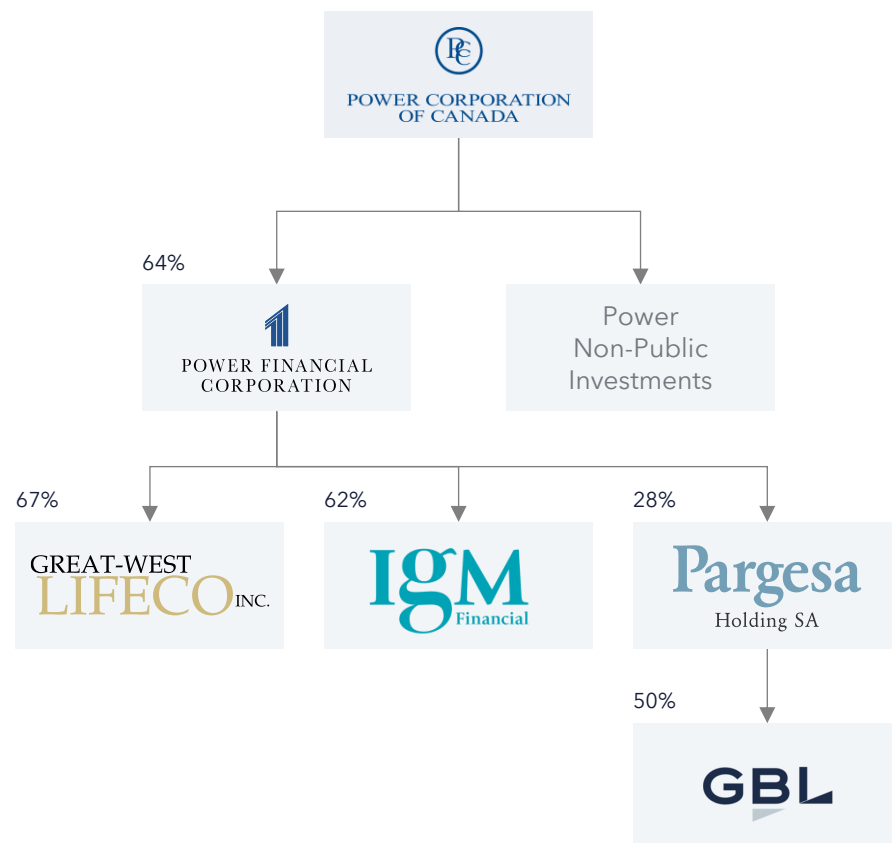 PCC
POWER CORPORATION
OF CANADA
64%
POWER FINANCIAL
CORPORATION
Power
Non-Public
Investments
67%
GREAT-WEST
LIFECO INC.
62%
IGM
Financial
28%
Pargesa
Holding SA
50%
GBL